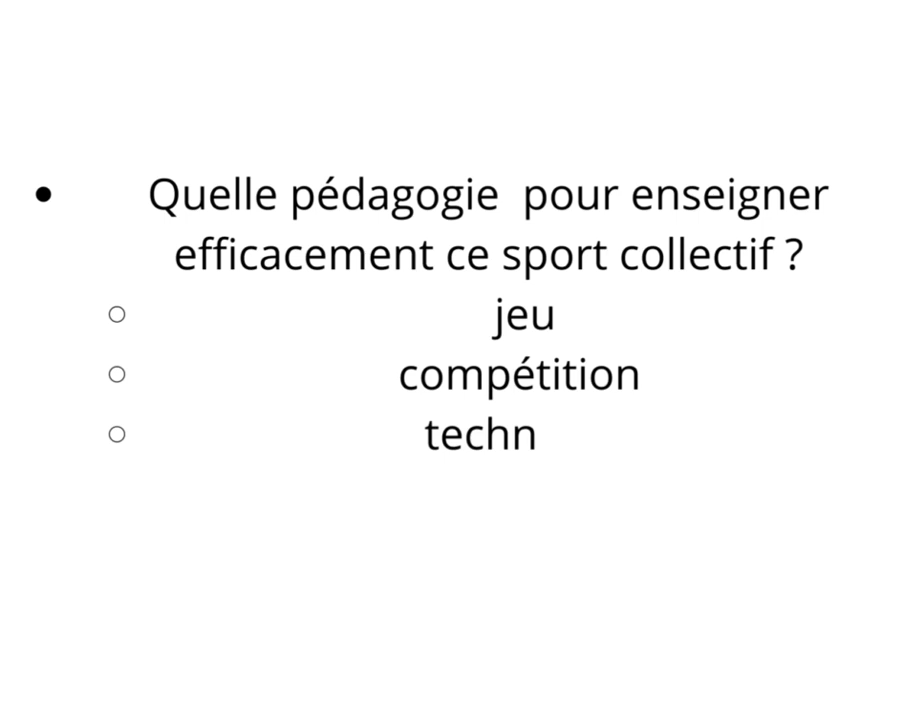 Quelle pédagogie pour enseigner
efficacement ce sport collectif ?
jeu
compétition
techn